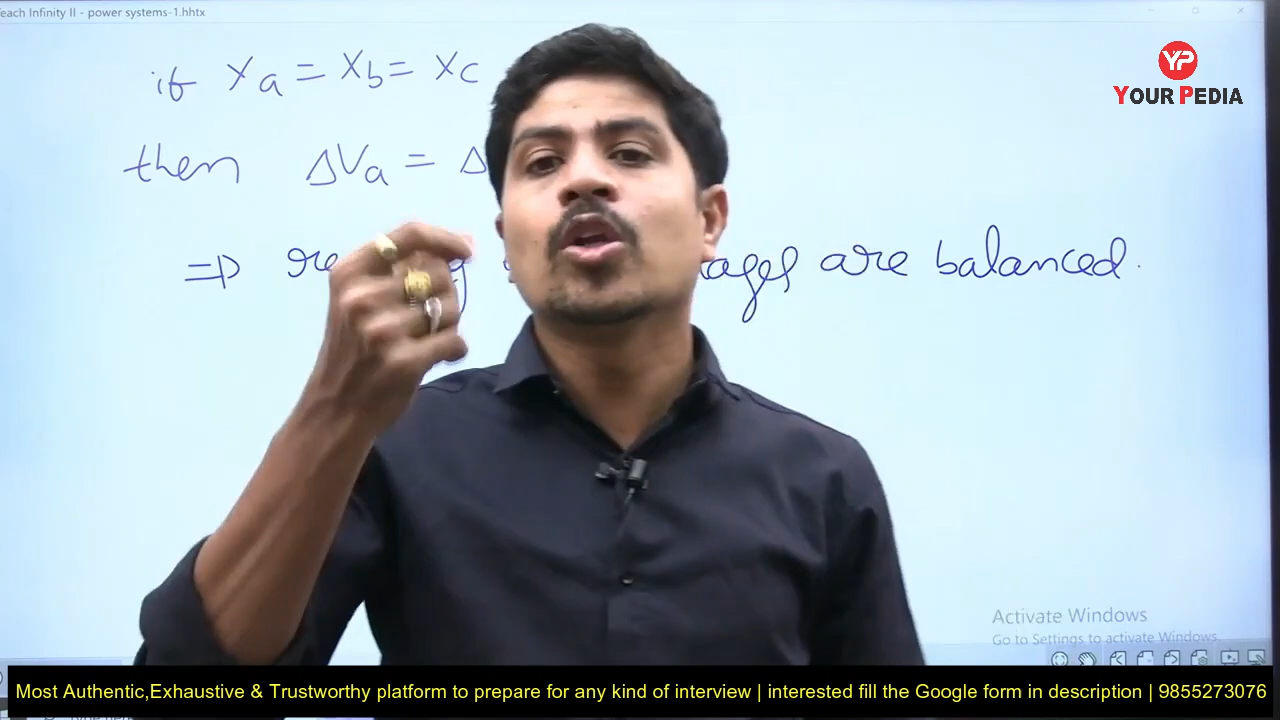 each Infinity II - power systems-1.hhtx
YP
YOUR PEDIA
if Xa = Xb = Xc
then ΔVa = Δ
⇒ are balanced.
Activate Windows
Go to Settings to activate Windows.
Most Authentic,Exhaustive & Trustworthy platform to prepare for any kind of interview | interested fill the Google form in description | 9855273076